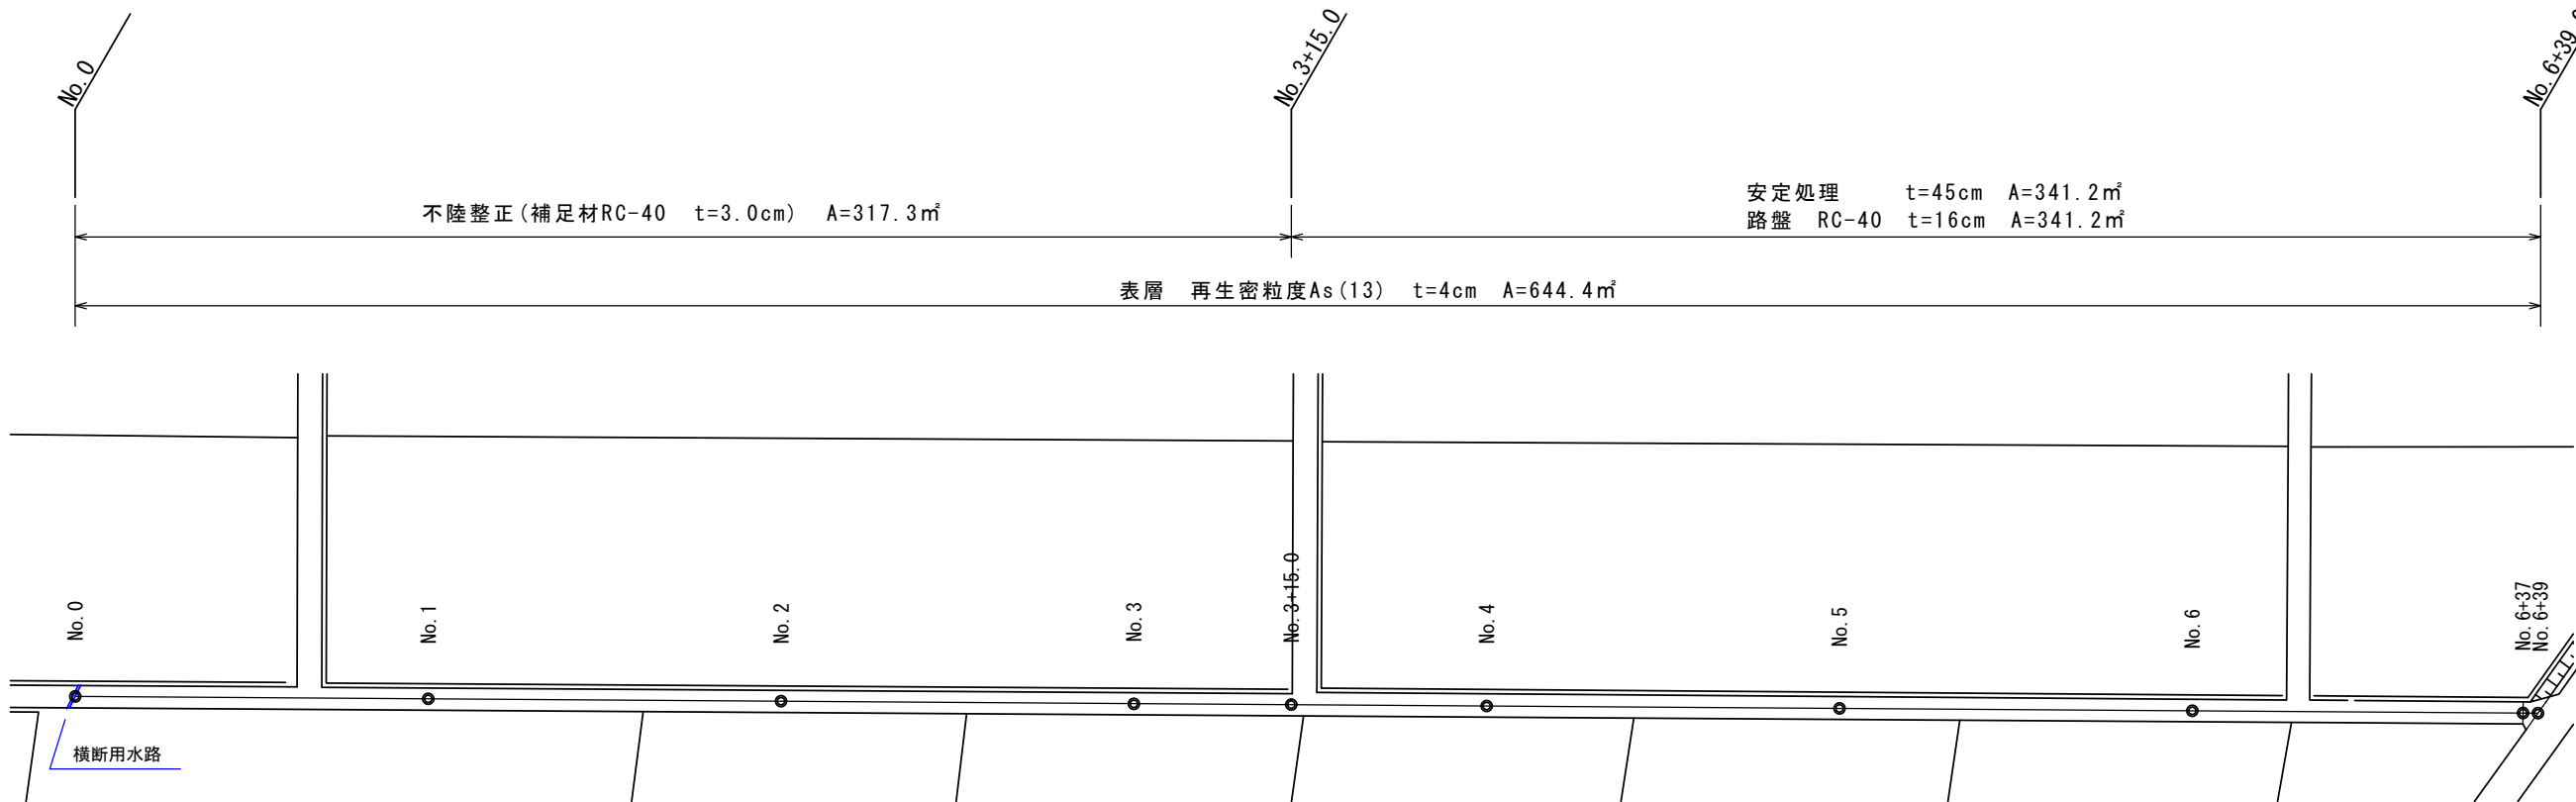 No.0
No.3+15.0
No.6+39.0
不陸整正(補足材RC-40 t=3.0cm) A=317.3㎡
安定処理 t=45cm A=341.2㎡
路盤 RC-40 t=16cm A=341.2㎡
表層 再生密粒度As(13) t=4cm A=644.4㎡
No.0
No.1
No.2
No.3
No.3+15.0
No.4
No.5
No.6
No.6+37
No.6+39
横断用水路